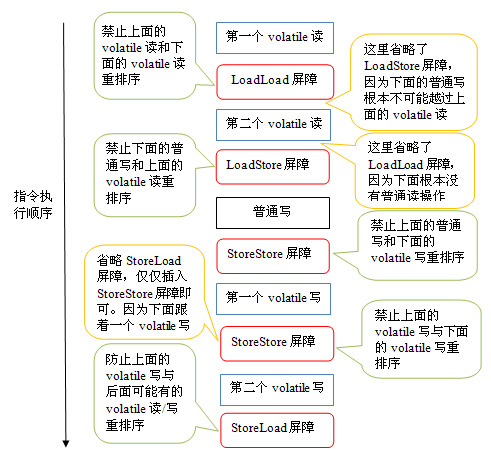 禁止上面的
volatile 读和下
面的 volatile 读
重排序
第一个 volatile 读
LoadLoad 屏障
这里省略了
LoadStore 屏障,
因为下面的普通写
根本不可能越过上
面的 volatile 读
第二个 volatile 读
禁止下面的普
通写和上面的
volatile 读重
排序
LoadStore 屏障
这里省略了
LoadLoad 屏障,
因为下面根本没
有普通读操作
指令执
行顺序
普通写
禁止上面的普通
写和下面的
volatile 写重排序
StoreStore 屏障
省略 StoreLoad
屏障，仅仅插入
StoreStore 屏障即
可。因为下面跟
着一个 volatile 写
第一个 volatile 写
StoreStore 屏障
禁止上面的
volatile 写与下面
的 volatile 写重
排序
防止上面的
volatile 写与
后面可能有的
volatile 读/写
重排序
第二个 volatile 写
StoreLoad 屏障